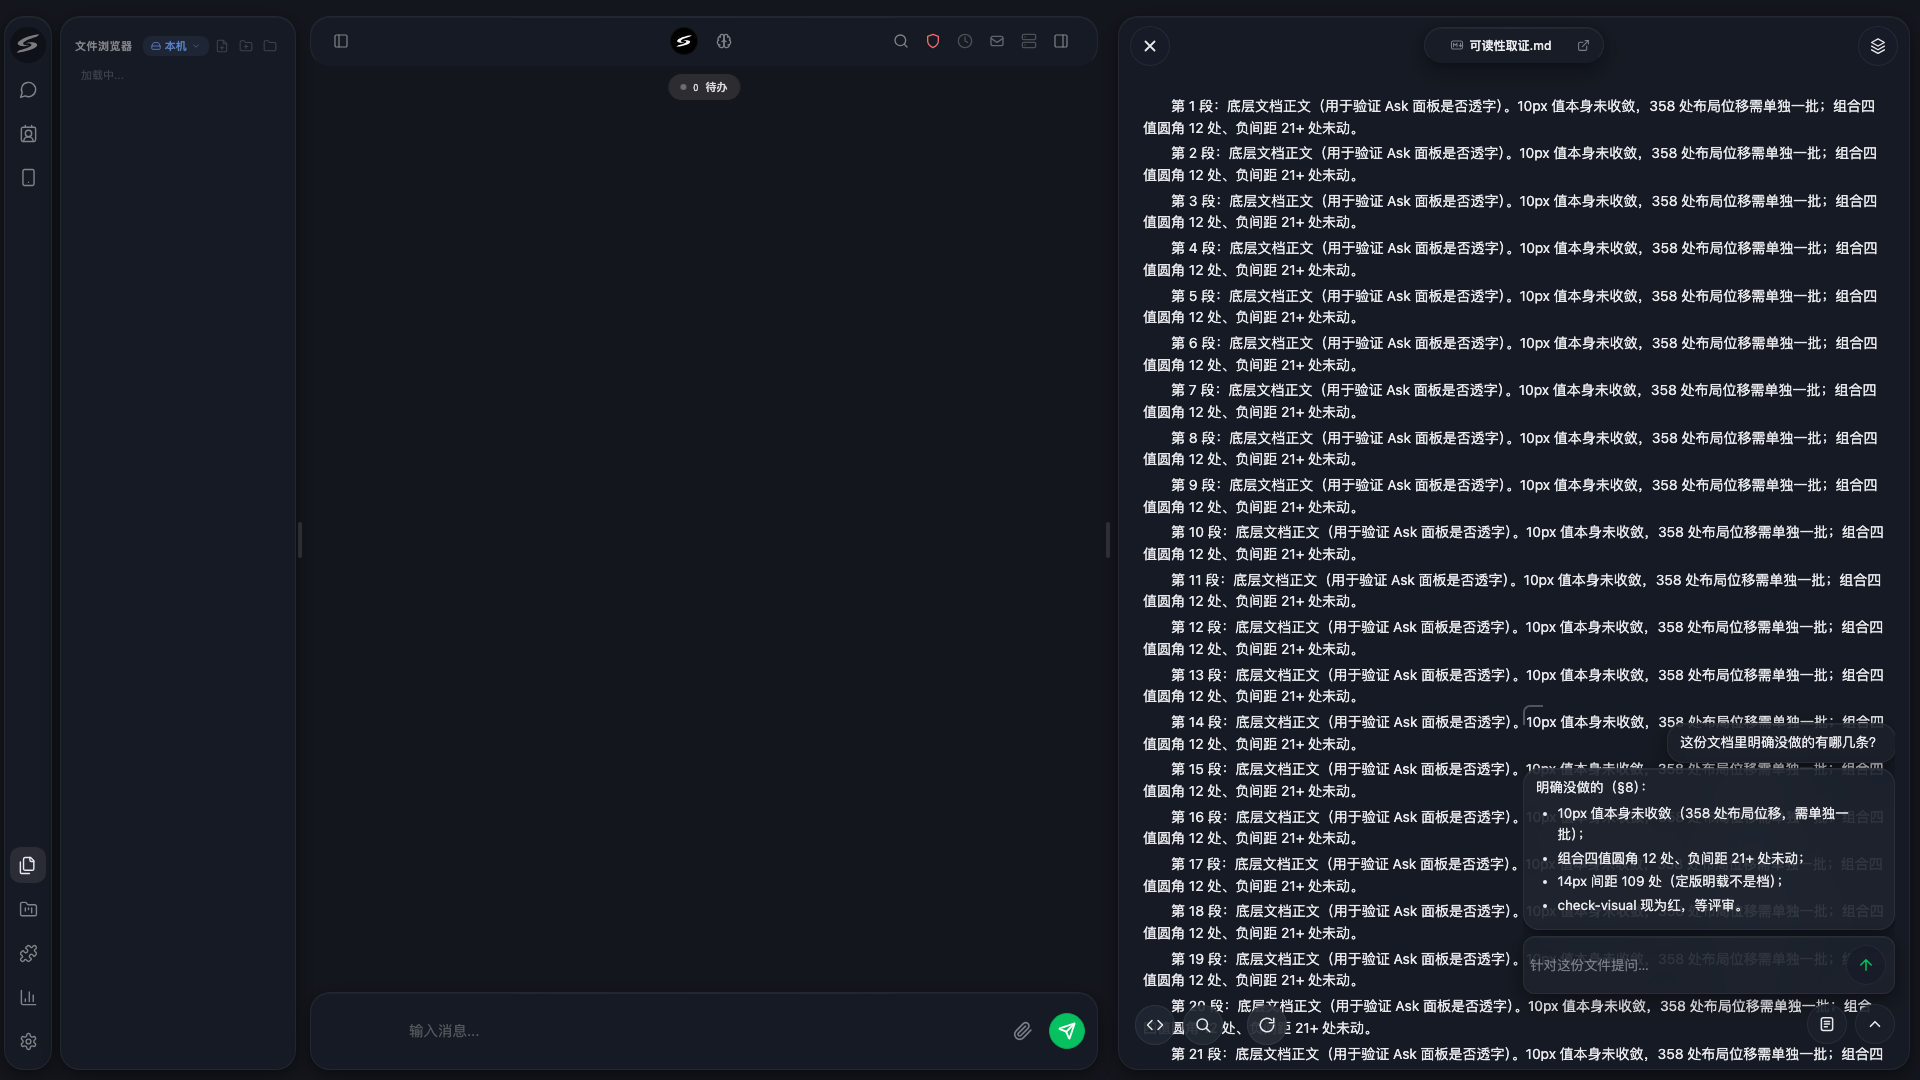 文件浏览器
本机
加载中...
0 待办
输入消息...
可读性取证.md
第 1 段：底层文档正文（用于验证 Ask 面板是否透字）。10px 值本身未收敛，358 处布局位移需单独一批；组合四
值圆角 12 处、负间距 21+ 处未动。
第 2 段：底层文档正文（用于验证 Ask 面板是否透字）。10px 值本身未收敛，358 处布局位移需单独一批；组合四
值圆角 12 处、负间距 21+ 处未动。
第 3 段：底层文档正文（用于验证 Ask 面板是否透字）。10px 值本身未收敛，358 处布局位移需单独一批；组合四
值圆角 12 处、负间距 21+ 处未动。
第 4 段：底层文档正文（用于验证 Ask 面板是否透字）。10px 值本身未收敛，358 处布局位移需单独一批；组合四
值圆角 12 处、负间距 21+ 处未动。
第 5 段：底层文档正文（用于验证 Ask 面板是否透字）。10px 值本身未收敛，358 处布局位移需单独一批；组合四
值圆角 12 处、负间距 21+ 处未动。
第 6 段：底层文档正文（用于验证 Ask 面板是否透字）。10px 值本身未收敛，358 处布局位移需单独一批；组合四
值圆角 12 处、负间距 21+ 处未动。
第 7 段：底层文档正文（用于验证 Ask 面板是否透字）。10px 值本身未收敛，358 处布局位移需单独一批；组合四
值圆角 12 处、负间距 21+ 处未动。
第 8 段：底层文档正文（用于验证 Ask 面板是否透字）。10px 值本身未收敛，358 处布局位移需单独一批；组合四
值圆角 12 处、负间距 21+ 处未动。
第 9 段：底层文档正文（用于验证 Ask 面板是否透字）。10px 值本身未收敛，358 处布局位移需单独一批；组合四
值圆角 12 处、负间距 21+ 处未动。
第 10 段：底层文档正文（用于验证 Ask 面板是否透字）。10px 值本身未收敛，358 处布局位移需单独一批；组合四
值圆角 12 处、负间距 21+ 处未动。
第 11 段：底层文档正文（用于验证 Ask 面板是否透字）。10px 值本身未收敛，358 处布局位移需单独一批；组合四
值圆角 12 处、负间距 21+ 处未动。
第 12 段：底层文档正文（用于验证 Ask 面板是否透字）。10px 值本身未收敛，358 处布局位移需单独一批；组合四
值圆角 12 处、负间距 21+ 处未动。
第 13 段：底层文档正文（用于验证 Ask 面板是否透字）。10px 值本身未收敛，358 处布局位移需单独一批；组合四
值圆角 12 处、负间距 21+ 处未动。
第 14 段：底层文档正文（用于验证 Ask 面板是否透字）。10px 值本身未收敛，358 处布局位移需单独一批；组合四
值圆角 12 处、负间距 21+ 处未动。
第 15 段：底层文档正文（用于验证 Ask 面板是否透字）。10px 值本身未收敛，358 处布局位移需单独一批；组合四
值圆角 12 处、负间距 21+ 处未动。
第 16 段：底层文档正文（用于验证 Ask 面板是否透字）。
值圆角 12 处、负间距 21+ 处未动。
第 17 段：底层文档正文（用于验证 Ask 面板是否透字）。
值圆角 12 处、负间距 21+ 处未动。
第 18 段：底层文档正文（用于验证 Ask 面板是否透字）。
值圆角 12 处、负间距 21+ 处未动。
第 19 段：底层文档正文（用于验证 Ask 面板是否透字）。
值圆角 12 处、负间距 21+ 处未动。
第 20 段：底层文档正文（用于验证 Ask 面板是否透字）。10px 值本身未收敛，358 处布局位移需单独一批；组合
圆 处、 21+ 处未动。
第 21 段：底层文档正文（用于验证 Ask 面板是否透字）。10px 值本身未收敛，358 处布局位移需单独一批；组合四
这份文档里明确没做的有哪几条?
明确没做的（§8）：
• 10px 值本身未收敛（358 处布局位移，需单独一
批）；
• 组合四值圆角 12 处、负间距 21+ 处未动；
• 14px 间距 109 处（定版明载不是档）；
• check-visual 现为红，等评审。
针对这份文件提问...